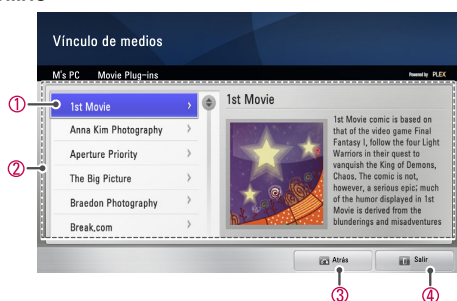 Vínculo de medios
M's PC Movie Plug-ins Powered by PLEX
① 1st Movie
② Anna Kim Photography
Aperture Priority
The Big Picture
Braedon Photography
Break.com
1st Movie
1st Movie comic is based on
that of the video game Final
Fantasy I, follow the four Light
Warriors in their quest to
vanquish the King of Demons,
Chaos, The comic is not,
however, a serious epic; much
of the humor displayed in 1st
Movie is derived from the
blunderings and misadventures
Atrás
Salir
③ ④